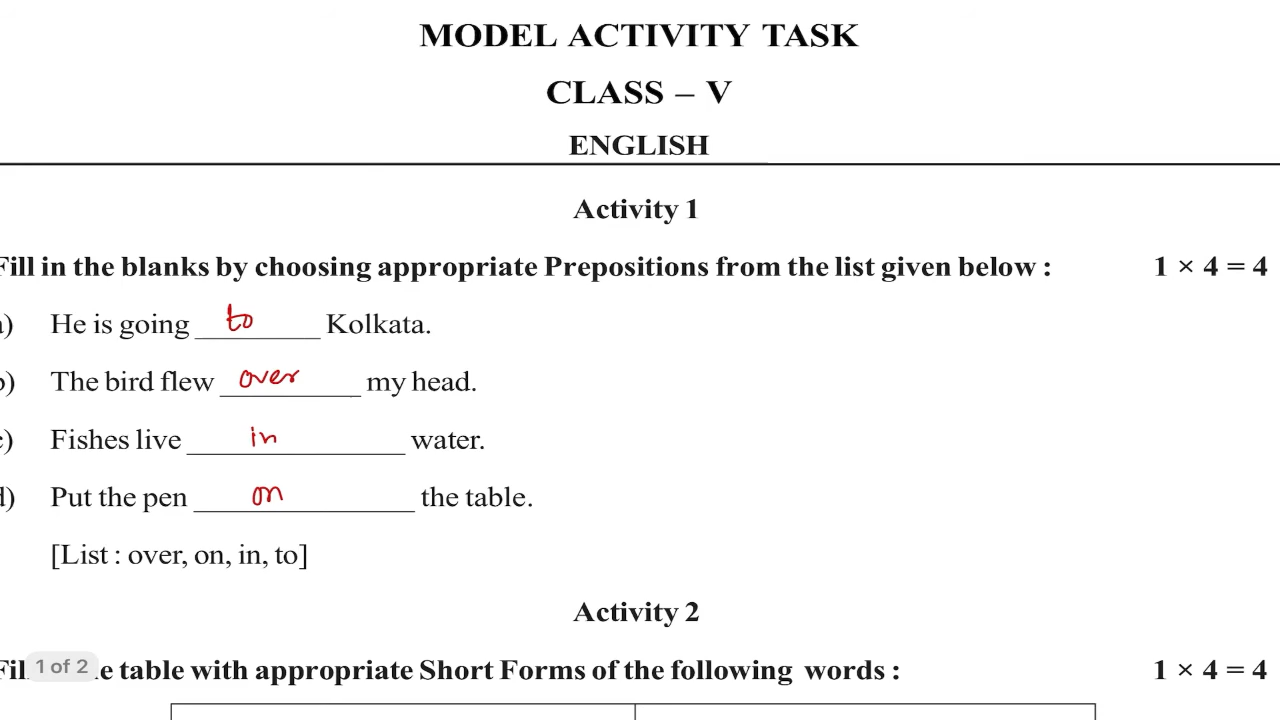 MODEL ACTIVITY TASK
CLASS – V
ENGLISH
Activity 1
Fill in the blanks by choosing appropriate Prepositions from the list given below : 1 × 4 = 4
a) He is going to Kolkata.
b) The bird flew over my head.
c) Fishes live in water.
d) Put the pen on the table.
[List : over, on, in, to]
Activity 2
1 of 2
table with appropriate Short Forms of the following words : 1 × 4 = 4